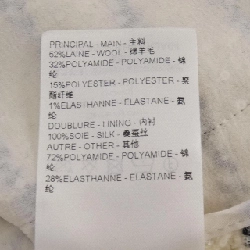 PRINCIPAL - MAIN - 主料
62%LAINE - WOOL - 绵羊毛
32%POLYAMIDE - POLYAMIDE - 锦
纶
15%POLYESTER - POLYESTER - 聚
酯纤维
1%ELASTHANNE - ELASTANE - 氨
纶
DOUBLURE - LINING - 内衬
100%SOIE - SILK - 桑蚕丝
AUTRE - OTHER - 其他
72%POLYAMIDE - POLYAMIDE - 锦
纶
28%ELASTHANNE - ELASTANE - 氨
纶